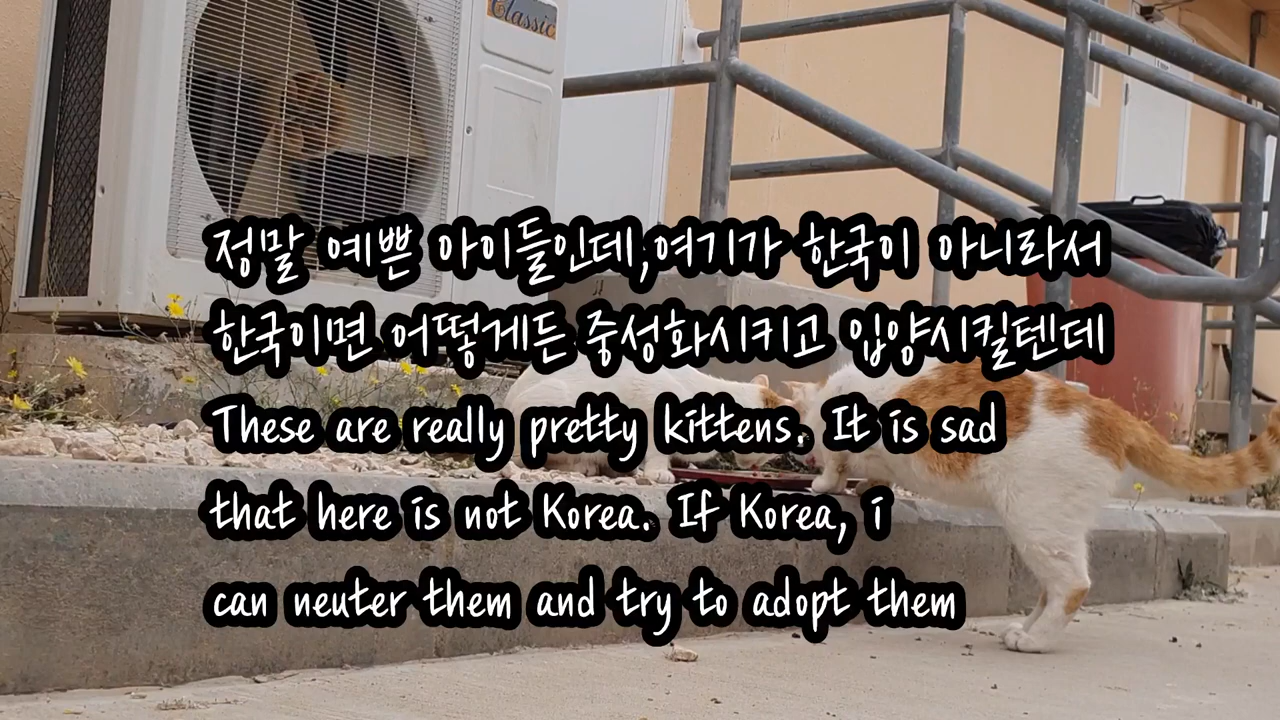 Classic
정말 예쁜 아이들인데,여기가 한국이 아니라서
한국이면 어떻게든 중성화시키고 입양시킬텐데
These are really pretty kittens. It is sad
that here is not Korea. If Korea, i
can neuter them and try to adopt them